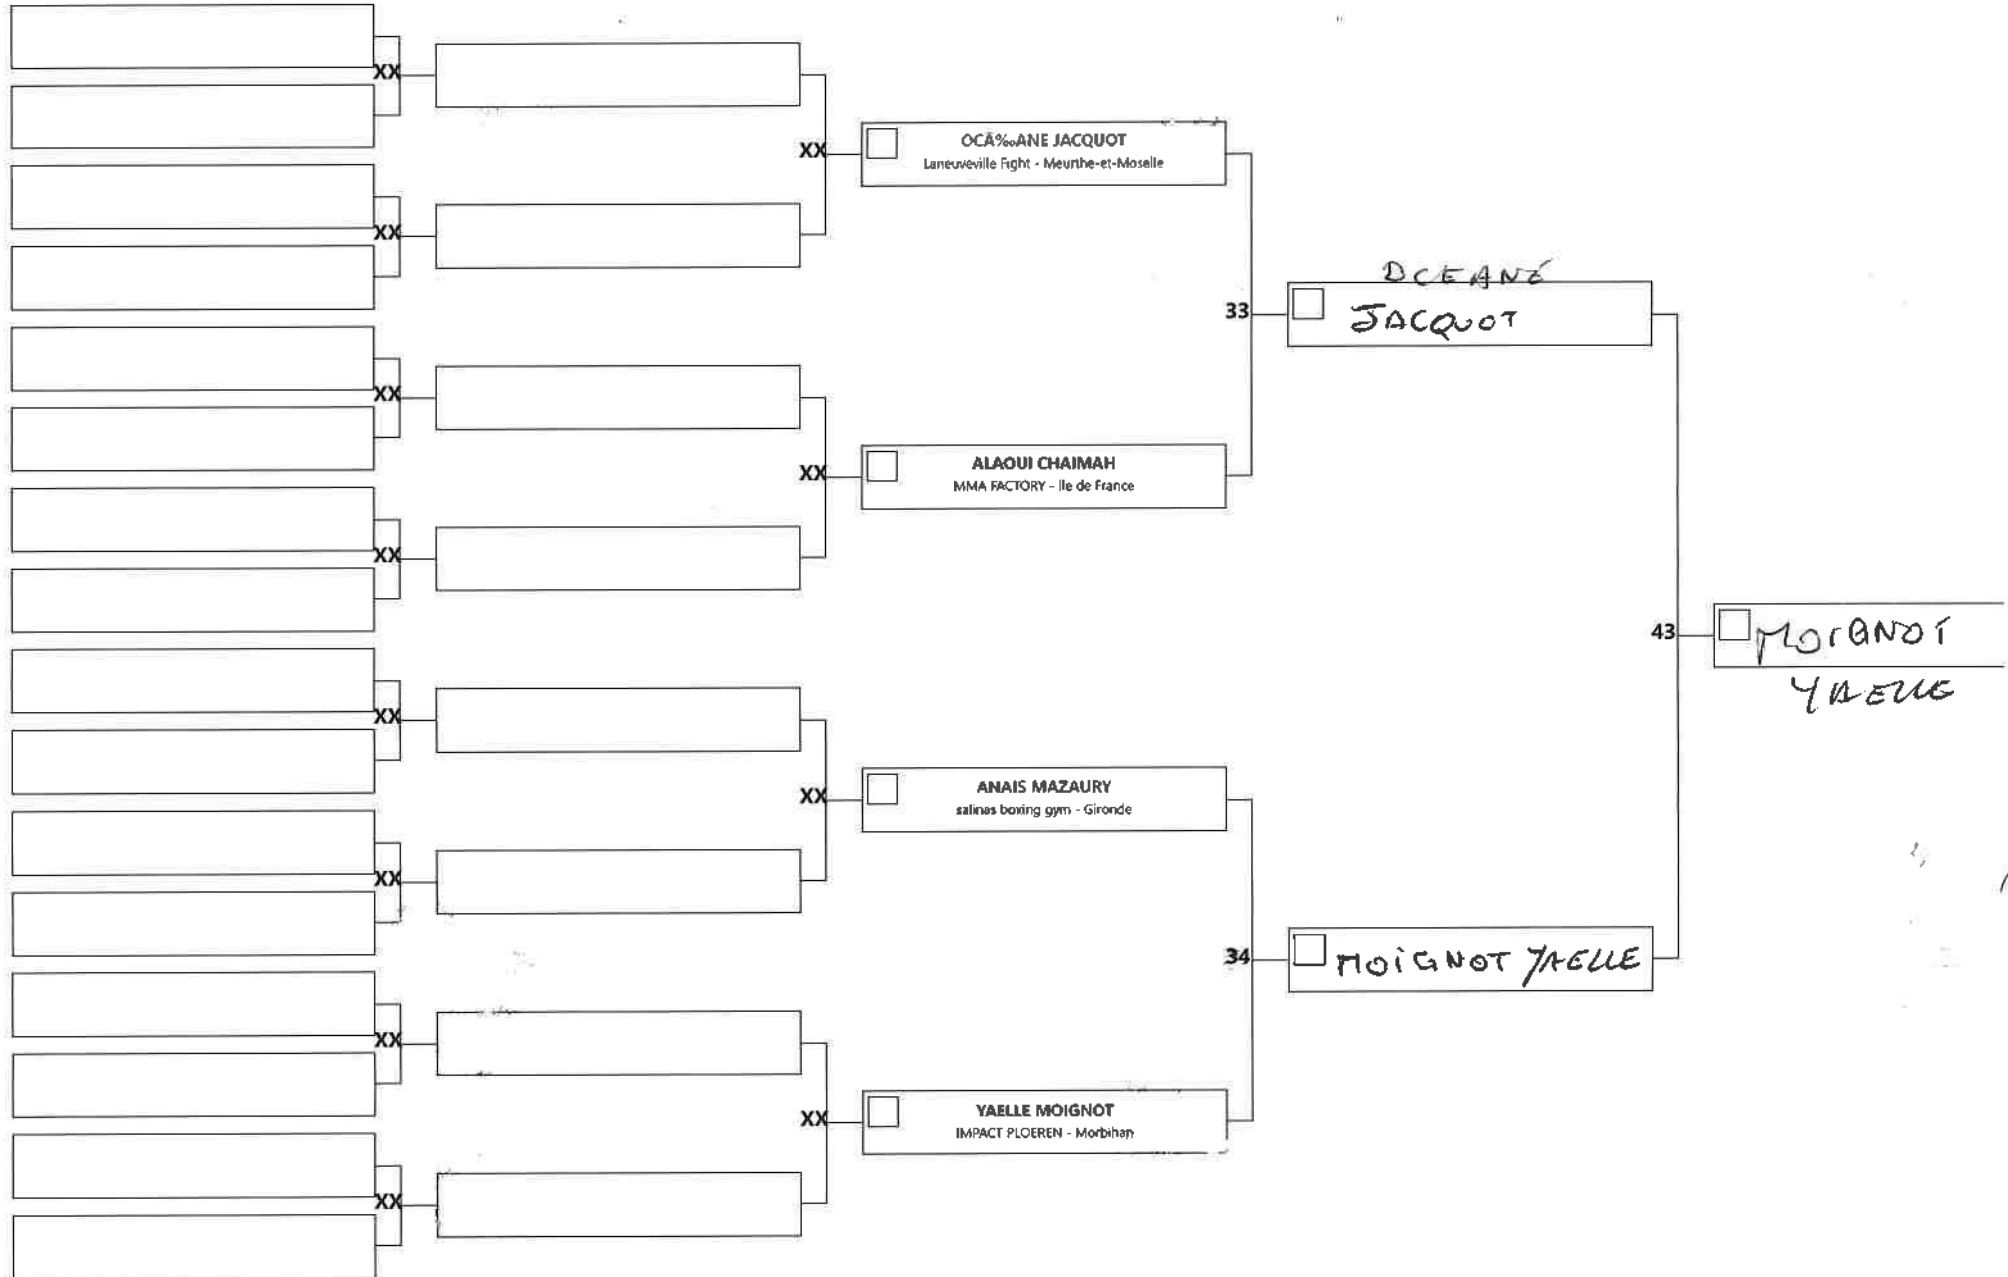 XX
XX
OCÃ‰ANE JACQUOT
Laneuveville Fight - Meurthe-et-Moselle
XX
OCEANE
33
JACQUOT
XX
ALAOUI CHAIMAH
XX
MMA FACTORY - Ile de France
XX
43
MOIGNOT
YAELLE
XX
ANAIS MAZAURY
XX
salinas boxing gym - Gironde
XX
34
MOIGNOT YAELLE
XX
YAELLE MOIGNOT
XX
IMPACT PLOEREN - Morbihan
XX